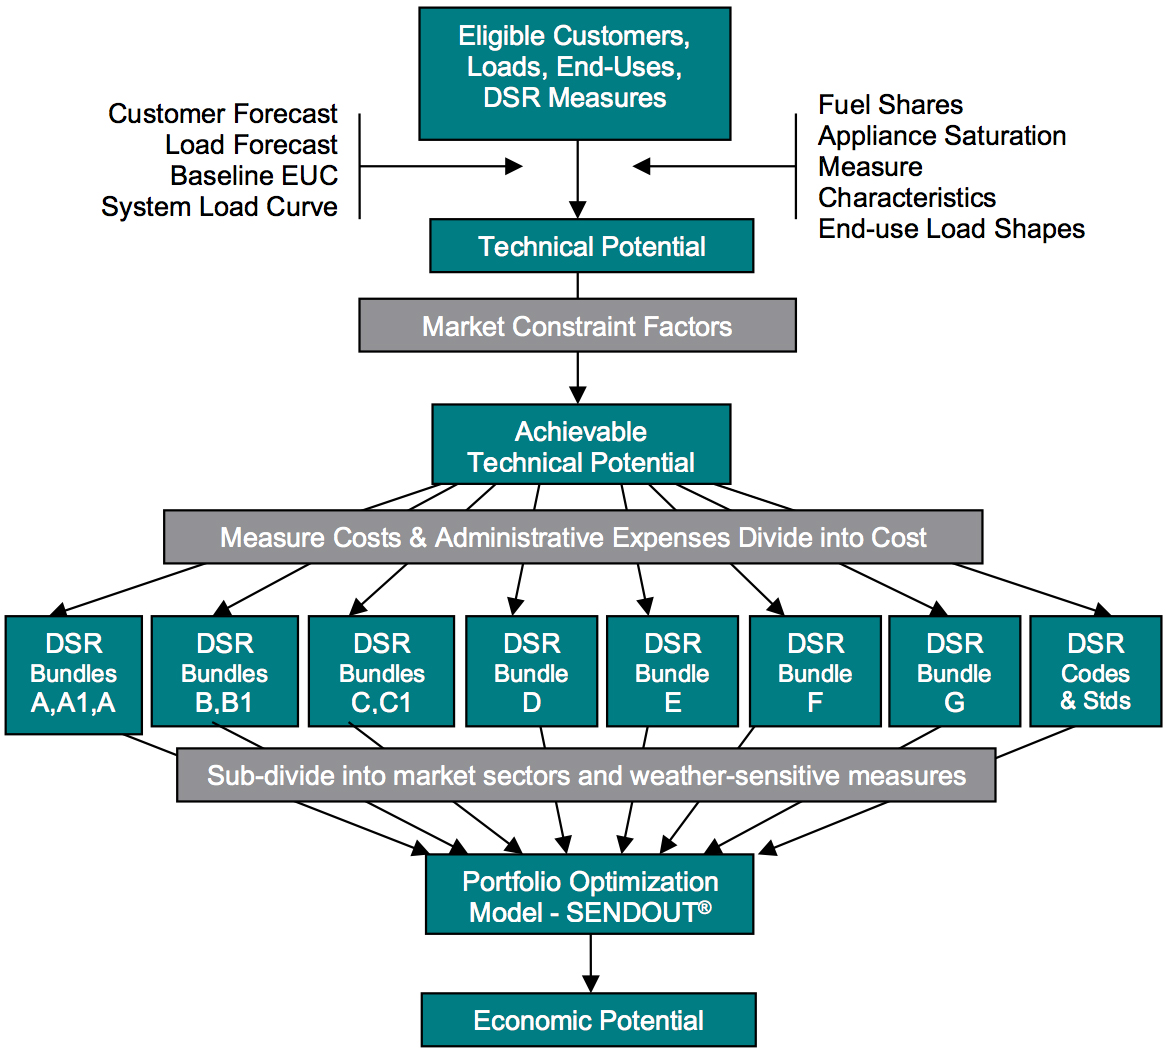 Eligible Customers,
Loads, End-Uses,
DSR Measures
Customer Forecast
Load Forecast
Baseline EUC
System Load Curve
Fuel Shares
Appliance Saturation
Measure
Characteristics
End-use Load Shapes
Technical Potential
Market Constraint Factors
Achievable
Technical Potential
Measure Costs & Administrative Expenses Divide into Cost
DSR
Bundles
A,A1,A
DSR
Bundles
B,B1
DSR
Bundles
C,C1
DSR
Bundle
D
DSR
Bundle
E
DSR
Bundle
F
DSR
Bundle
G
DSR
Codes
& Stds
Sub-divide into market sectors and weather-sensitive measures
Portfolio Optimization
Model - SENDOUT®
Economic Potential